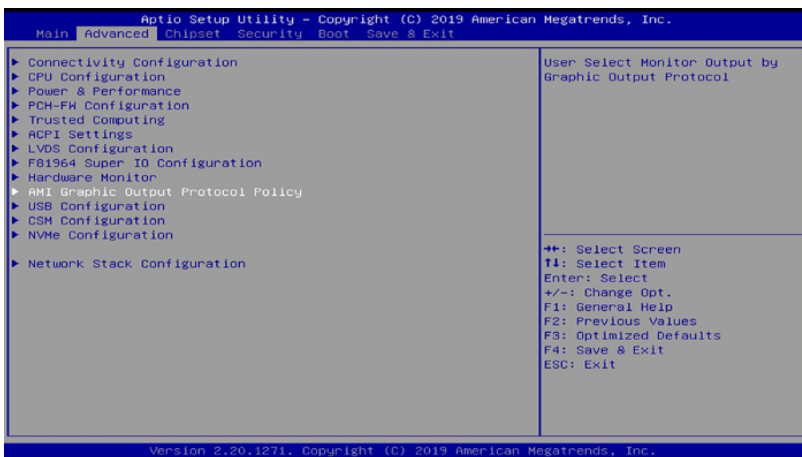 Aptio Setup Utility – Copyright (C) 2019 American Megatrends, Inc.
Main Advanced Chipset Security Boot Save & Exit
▶ Connectivity Configuration
▶ CPU Configuration
▶ Power & Performance
▶ PCH-FW Configuration
▶ Trusted Computing
▶ ACPI Settings
▶ LVDS Configuration
▶ F81964 Super IO Configuration
▶ Hardware Monitor
▶ AMI Graphic Output Protocol Policy
▶ USB Configuration
▶ CSM Configuration
▶ NVMe Configuration
▶ Network Stack Configuration
User Select Monitor Output by
Graphic Output Protocol
→←: Select Screen
↑↓: Select Item
Enter: Select
+/-: Change Opt.
F1: General Help
F2: Previous Values
F3: Optimized Defaults
F4: Save & Exit
ESC: Exit
Version 2.20.1271. Copyright (C) 2019 American Megatrends, Inc.